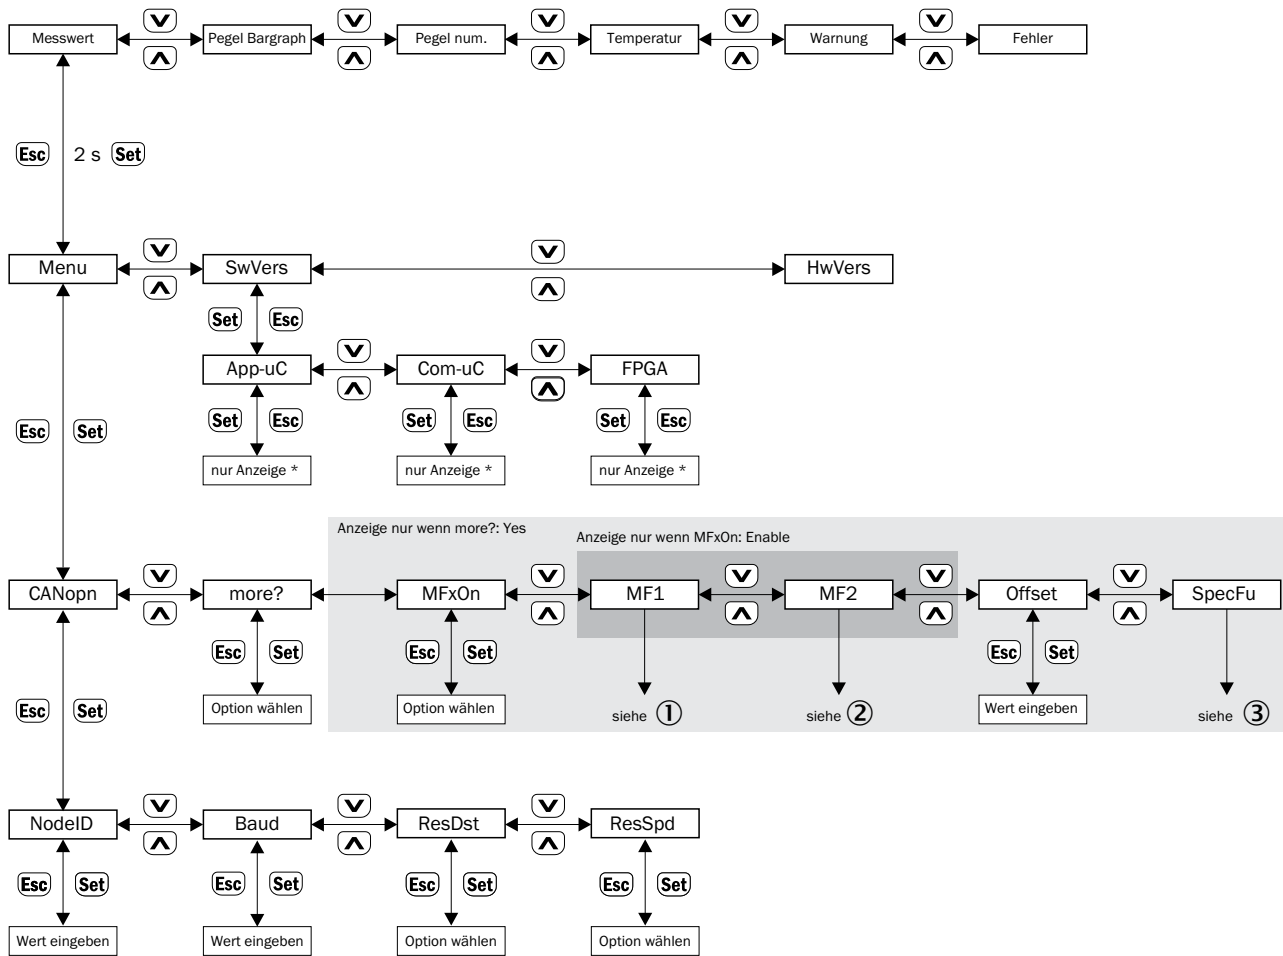 Messwert
Pegel Bargraph
Pegel num.
Temperatur
Warnung
Fehler
Esc
2 s
Set
Menu
SwVers
HwVers
Set
Esc
App-uC
Com-uC
FPGA
Esc
Set
Set
Esc
Set
Esc
Set
Esc
nur Anzeige *
nur Anzeige *
nur Anzeige *
Anzeige nur wenn more?: Yes
Anzeige nur wenn MFxOn: Enable
CANopn
more?
MFxOn
MF1
MF2
Offset
SpecFu
Esc
Set
Esc
Set
Esc
Set
Esc
Set
Option wählen
Option wählen
siehe ①
siehe ②
Wert eingeben
siehe ③
NodeID
Baud
ResDst
ResSpd
Esc
Set
Esc
Set
Esc
Set
Esc
Set
Wert eingeben
Wert eingeben
Option wählen
Option wählen